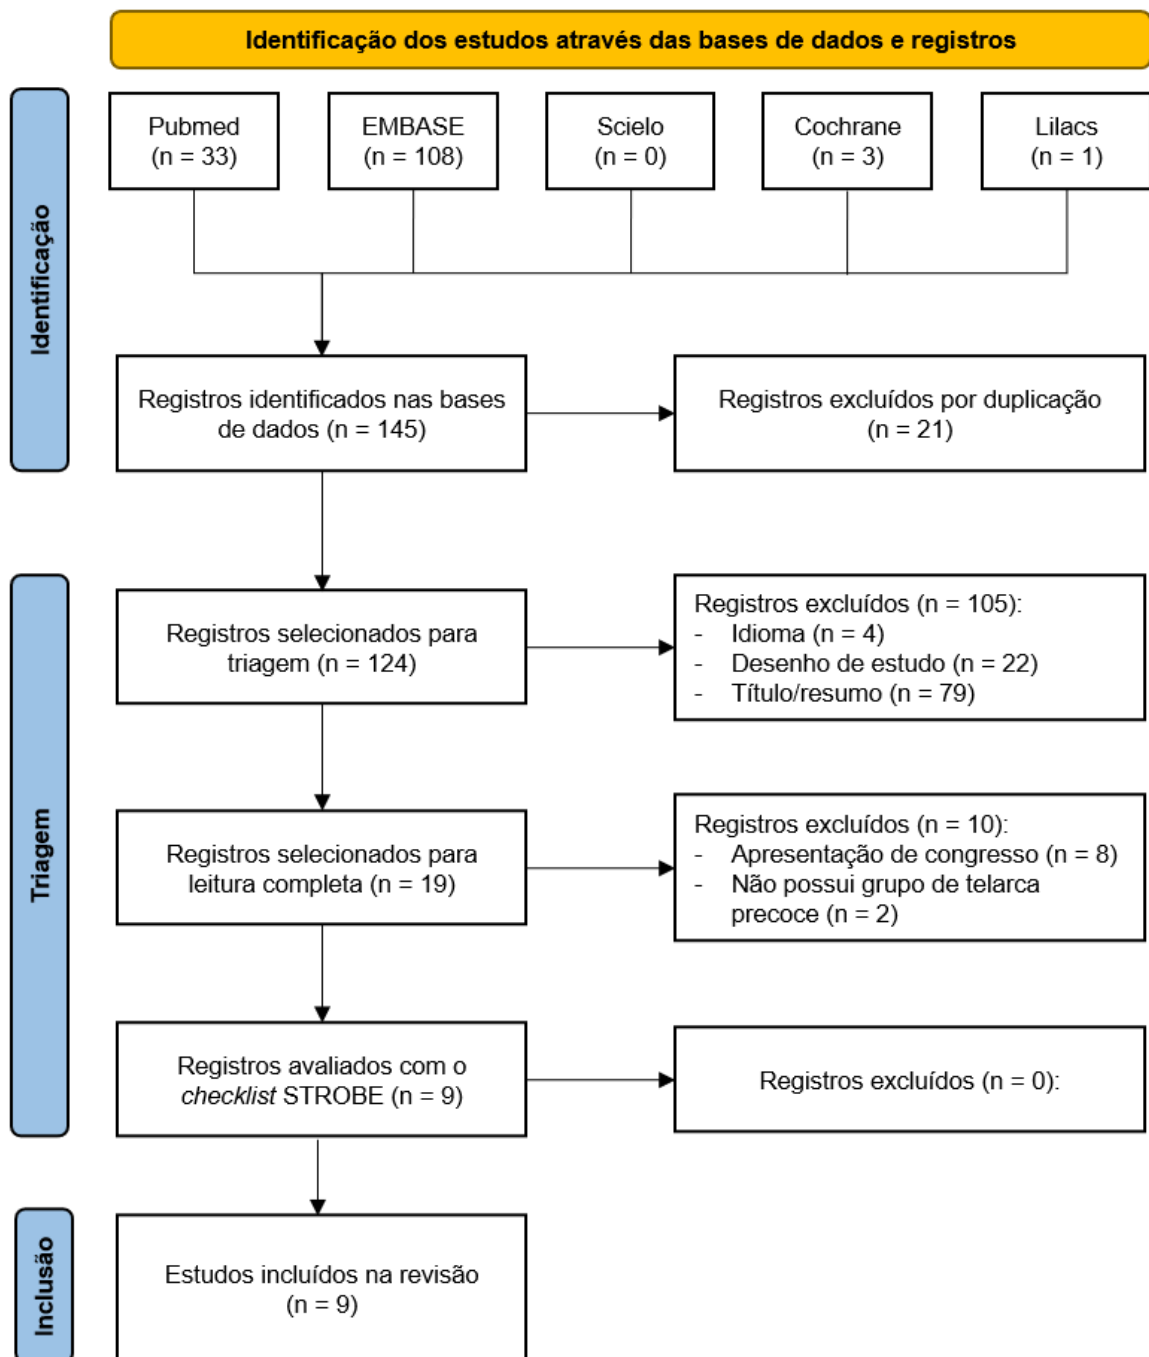 Identificação dos estudos através das bases de dados e registros
Identificação
Pubmed
(n = 33)
EMBASE
(n = 108)
Scielo
(n = 0)
Cochrane
(n = 3)
Lilacs
(n = 1)
Registros identificados nas bases
de dados (n = 145)
Registros excluídos por duplicação
(n = 21)
Triagem
Registros selecionados para
triagem (n = 124)
Registros excluídos (n = 105):
- Idioma (n = 4)
- Desenho de estudo (n = 22)
- Título/resumo (n = 79)
Registros selecionados para
leitura completa (n = 19)
Registros excluídos (n = 10):
- Apresentação de congresso (n = 8)
- Não possui grupo de telarca
precoce (n = 2)
Registros avaliados com o
checklist STROBE (n = 9)
Registros excluídos (n = 0):
Inclusão
Estudos incluídos na revisão
(n = 9)